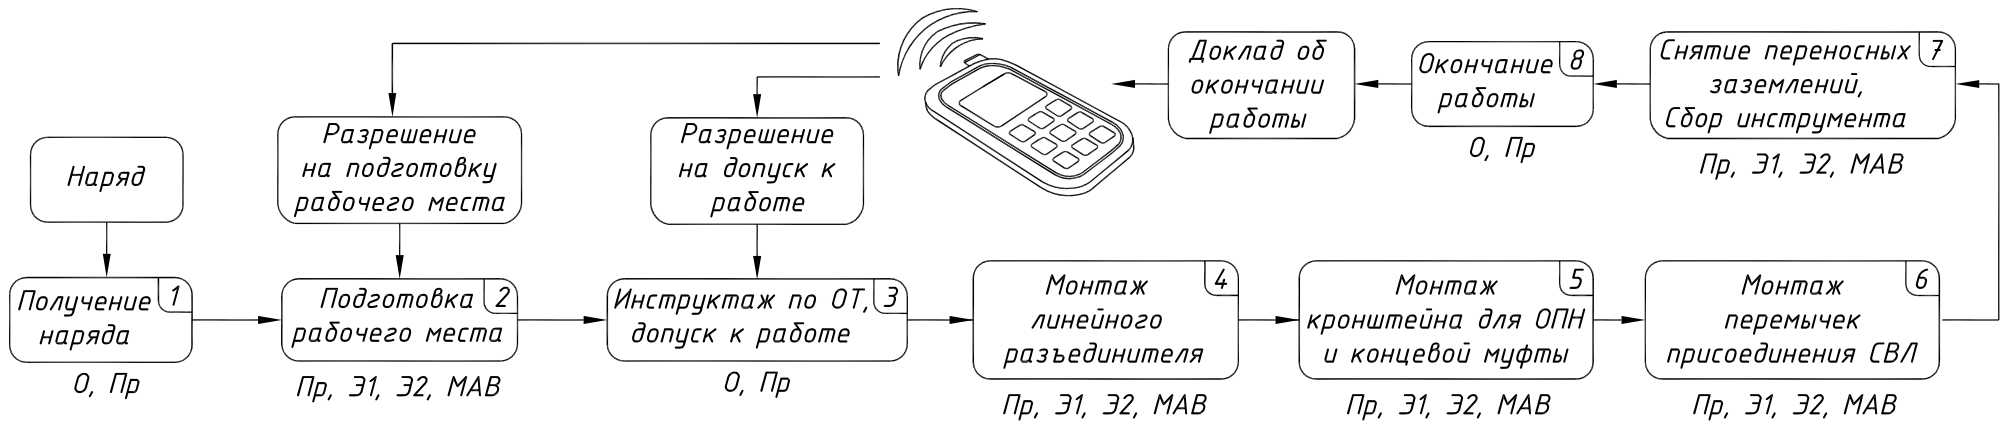 Наряд
Разрешение
на подготовку
рабочего места
Разрешение
на допуск к
работе
Доклад об
окончании
работы
Окончание
работы
8
О, Пр
Снятие переносных
заземлений,
Сбор инструмента
7
Пр, Э1, Э2, МАВ
Получение
наряда
1
О, Пр
Подготовка
рабочего места
2
Пр, Э1, Э2, МАВ
Инструктаж по ОТ,
допуск к работе
3
О, Пр
Монтаж
линейного
разъединителя
4
Пр, Э1, Э2, МАВ
Монтаж
кронштейна для ОПН
и концевой муфты
5
Пр, Э1, Э2, МАВ
Монтаж
перемычек
присоединения СВЛ
6
Пр, Э1, Э2, МАВ